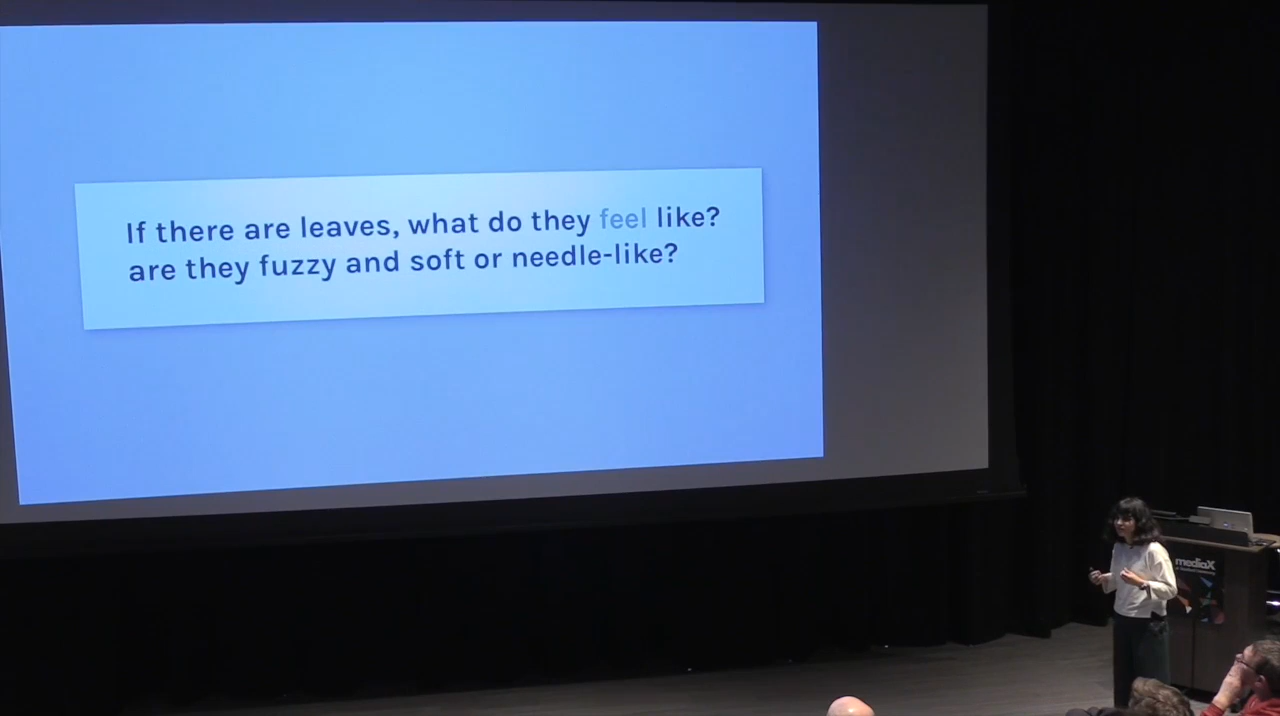 If there are leaves, what do they feel like?
are they fuzzy and soft or needle-like?
mediaX